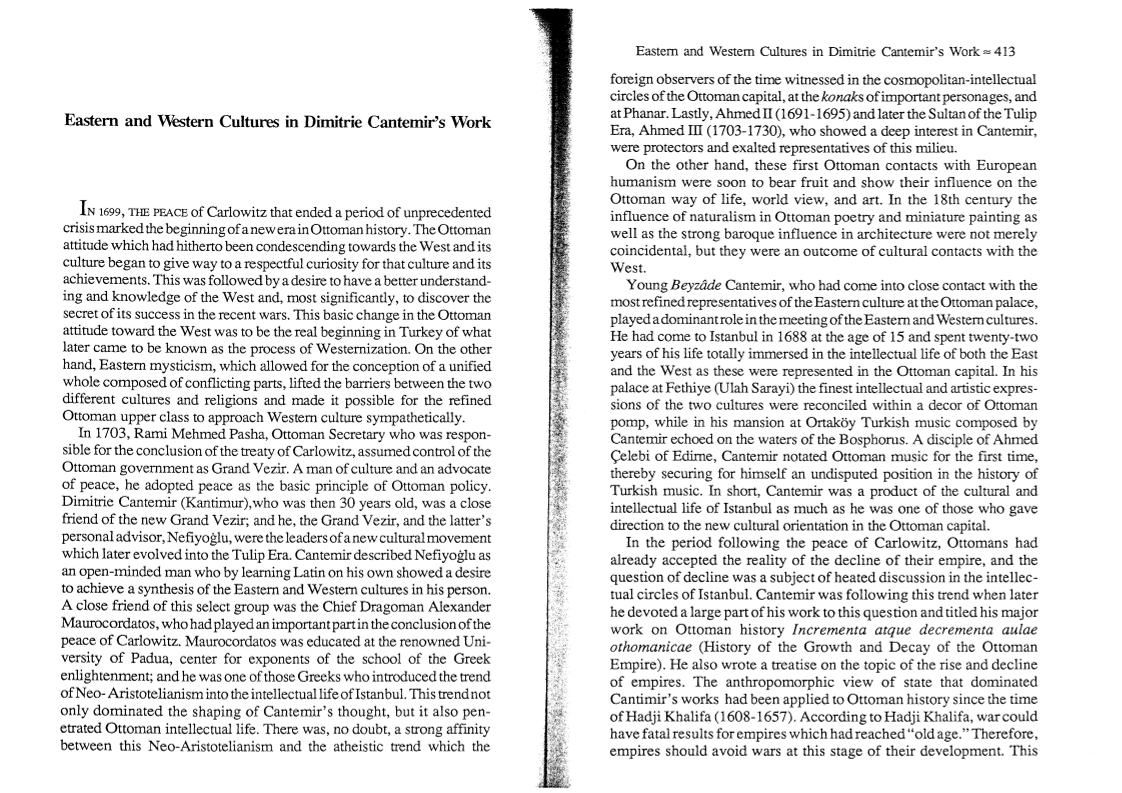 Eastern and Western Cultures in Dimitrie Cantemir's Work
IN 1699, THE PEACE of Carlowitz that ended a period of unprecedented
crisis marked the beginning of a new era in Ottoman history. The Ottoman
attitude which had hitherto been condescending towards the West and its
culture began to give way to a respectful curiosity for that culture and its
achievements. This was followed by a desire to have a better understand-
ing and knowledge of the West and, most significantly, to discover the
secret of its success in the recent wars. This basic change in the Ottoman
attitude toward the West was to be the real beginning in Turkey of what
later came to be known as the process of Westernization. On the other
hand, Eastern mysticism, which allowed for the conception of a unified
whole composed of conflicting parts, lifted the barriers between the two
different cultures and religions and made it possible for the refined
Ottoman upper class to approach Western culture sympathetically.
In 1703, Rami Mehmed Pasha, Ottoman Secretary who was respon-
sible for the conclusion of the treaty of Carlowitz, assumed control of the
Ottoman government as Grand Vezir. A man of culture and an advocate
of peace, he adopted peace as the basic principle of Ottoman policy.
Dimitrie Cantemir (Kantimur),who was then 30 years old, was a close
friend of the new Grand Vezir; and he, the Grand Vezir, and the latter's
personal advisor, Nefiyoġlu, were the leaders of a new cultural movement
which later evolved into the Tulip Era. Cantemir described Nefiyoġlu as
an open-minded man who by learning Latin on his own showed a desire
to achieve a synthesis of the Eastern and Western cultures in his person.
A close friend of this select group was the Chief Dragoman Alexander
Maurocordatos, who had played an important part in the conclusion of the
peace of Carlowitz. Maurocordatos was educated at the renowned Uni-
versity of Padua, center for exponents of the school of the Greek
enlightenment; and he was one of those Greeks who introduced the trend
of Neo- Aristotelianism into the intellectual life of Istanbul. This trend not
only dominated the shaping of Cantemir's thought, but it also pen-
etrated Ottoman intellectual life. There was, no doubt, a strong affinity
between this Neo-Aristotelianism and the atheistic trend which the
Eastern and Western Cultures in Dimitrie Cantemir's Work ≈ 413
foreign observers of the time witnessed in the cosmopolitan-intellectual
circles of the Ottoman capital, at the konaks of important personages, and
at Phanar. Lastly, Ahmed II (1691-1695) and later the Sultan of the Tulip
Era, Ahmed III (1703-1730), who showed a deep interest in Cantemir,
were protectors and exalted representatives of this milieu.
On the other hand, these first Ottoman contacts with European
humanism were soon to bear fruit and show their influence on the
Ottoman way of life, world view, and art. In the 18th century the
influence of naturalism in Ottoman poetry and miniature painting as
well as the strong baroque influence in architecture were not merely
coincidental, but they were an outcome of cultural contacts with the
West.
Young Beyzâde Cantemir, who had come into close contact with the
most refined representatives of the Eastern culture at the Ottoman palace,
played a dominant role in the meeting of the Eastern and Western cultures.
He had come to Istanbul in 1688 at the age of 15 and spent twenty-two
years of his life totally immersed in the intellectual life of both the East
and the West as these were represented in the Ottoman capital. In his
palace at Fethiye (Ulah Sarayi) the finest intellectual and artistic expres-
sions of the two cultures were reconciled within a decor of Ottoman
pomp, while in his mansion at Ortaköy Turkish music composed by
Cantemir echoed on the waters of the Bosphorus. A disciple of Ahmed
Çelebi of Edirne, Cantemir notated Ottoman music for the first time,
thereby securing for himself an undisputed position in the history of
Turkish music. In short, Cantemir was a product of the cultural and
intellectual life of Istanbul as much as he was one of those who gave
direction to the new cultural orientation in the Ottoman capital.
In the period following the peace of Carlowitz, Ottomans had
already accepted the reality of the decline of their empire, and the
question of decline was a subject of heated discussion in the intellec-
tual circles of Istanbul. Cantemir was following this trend when later
he devoted a large part of his work to this question and titled his major
work on Ottoman history Incrementa atque decrementa aulae
othomanicae (History of the Growth and Decay of the Ottoman
Empire). He also wrote a treatise on the topic of the rise and decline
of empires. The anthropomorphic view of state that dominated
Cantimir's works had been applied to Ottoman history since the time
of Hadji Khalifa (1608-1657). According to Hadji Khalifa, war could
have fatal results for empires which had reached "old age." Therefore,
empires should avoid wars at this stage of their development. This